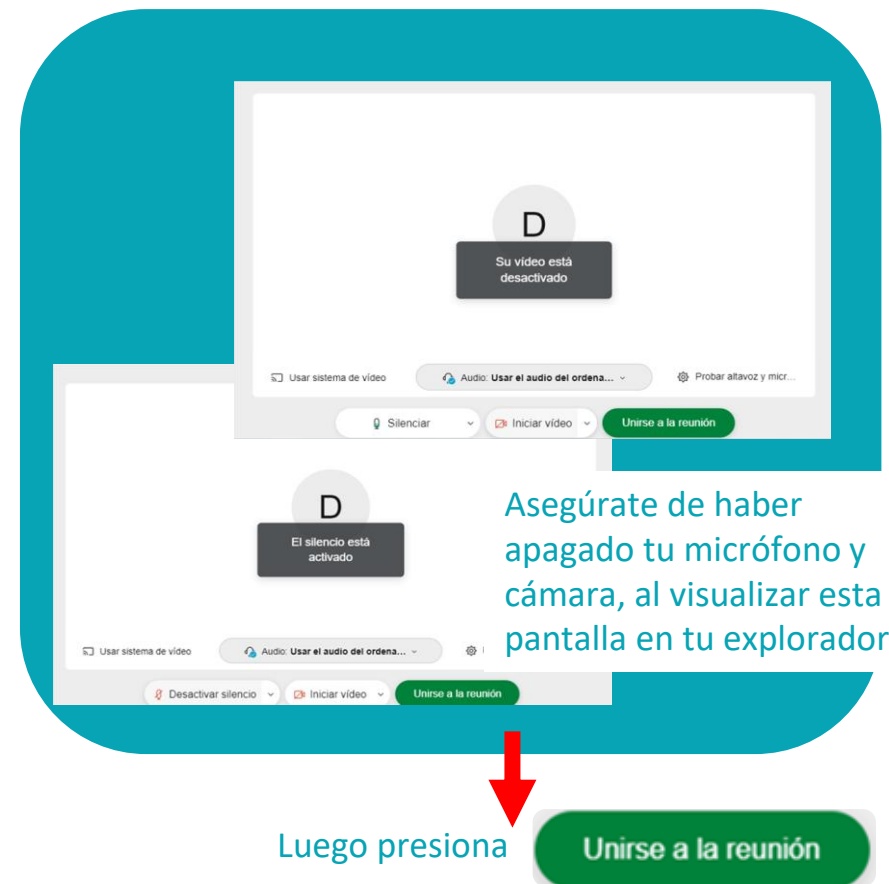 D
Su vídeo está
desactivado
Usar sistema de vídeo
Audio: Usar el audio del ordena...
Probar altavoz y micr...
Silenciar
Iniciar vídeo
Unirse a la reunión
D
El silencio está
activado
Usar sistema de vídeo
Audio: Usar el audio del ordena...
Desactivar silencio
Iniciar vídeo
Unirse a la reunión
Asegúrate de haber
apagado tu micrófono y
cámara, al visualizar esta
pantalla en tu explorador
Luego presiona
Unirse a la reunión